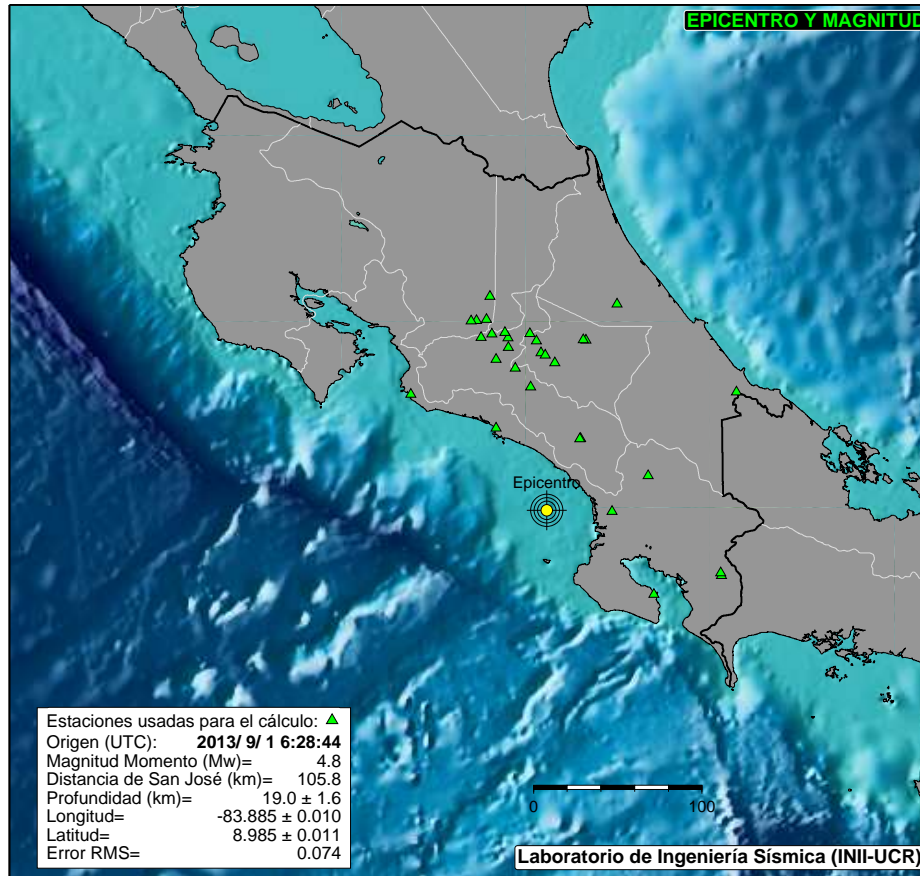 EPICENTRO Y MAGNITUD
Epicentro
Estaciones usadas para el cálculo:
Origen (UTC): 2013/ 9/ 1 6:28:44
Magnitud Momento (Mw)= 4.8
Distancia de San José (km)= 105.8
Profundidad (km)= 19.0 ± 1.6
Longitud= -83.885 ± 0.010
Latitud= 8.985 ± 0.011
Error RMS= 0.074
0 100
Laboratorio de Ingeniería Sísmica (INII-UCR)